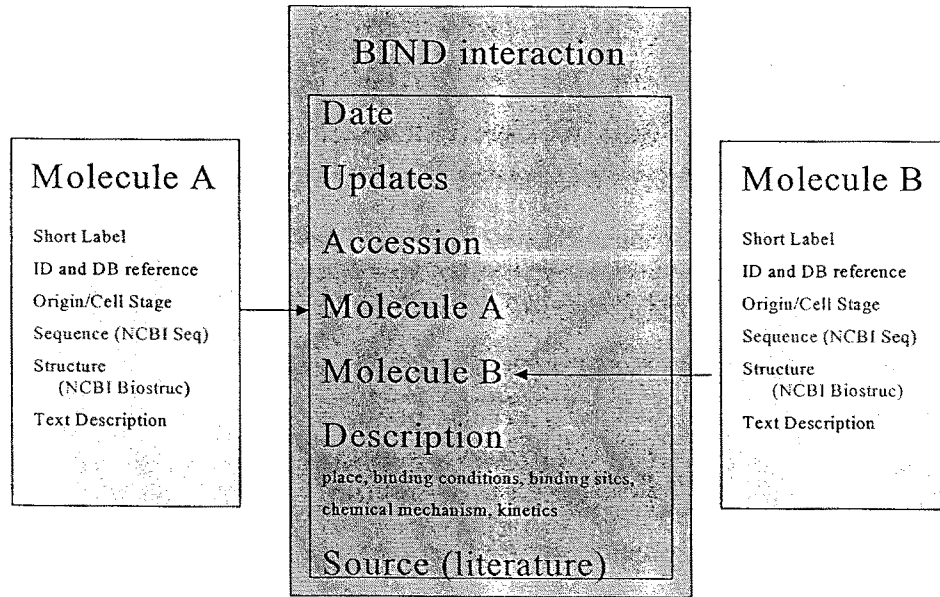 BIND interaction
Date
Updates
Accession
Molecule A
Molecule B
Description
place, binding conditions, binding sites,
chemical mechanism, kinetics
Source (literature)
Molecule A
Short Label
ID and DB reference
Origin/Cell Stage
Sequence (NCBI Seq)
Structure
(NCBI Biostruc)
Text Description
Molecule B
Short Label
ID and DB reference
Origin/Cell Stage
Sequence (NCBI Seq)
Structure
(NCBI Biostruc)
Text Description